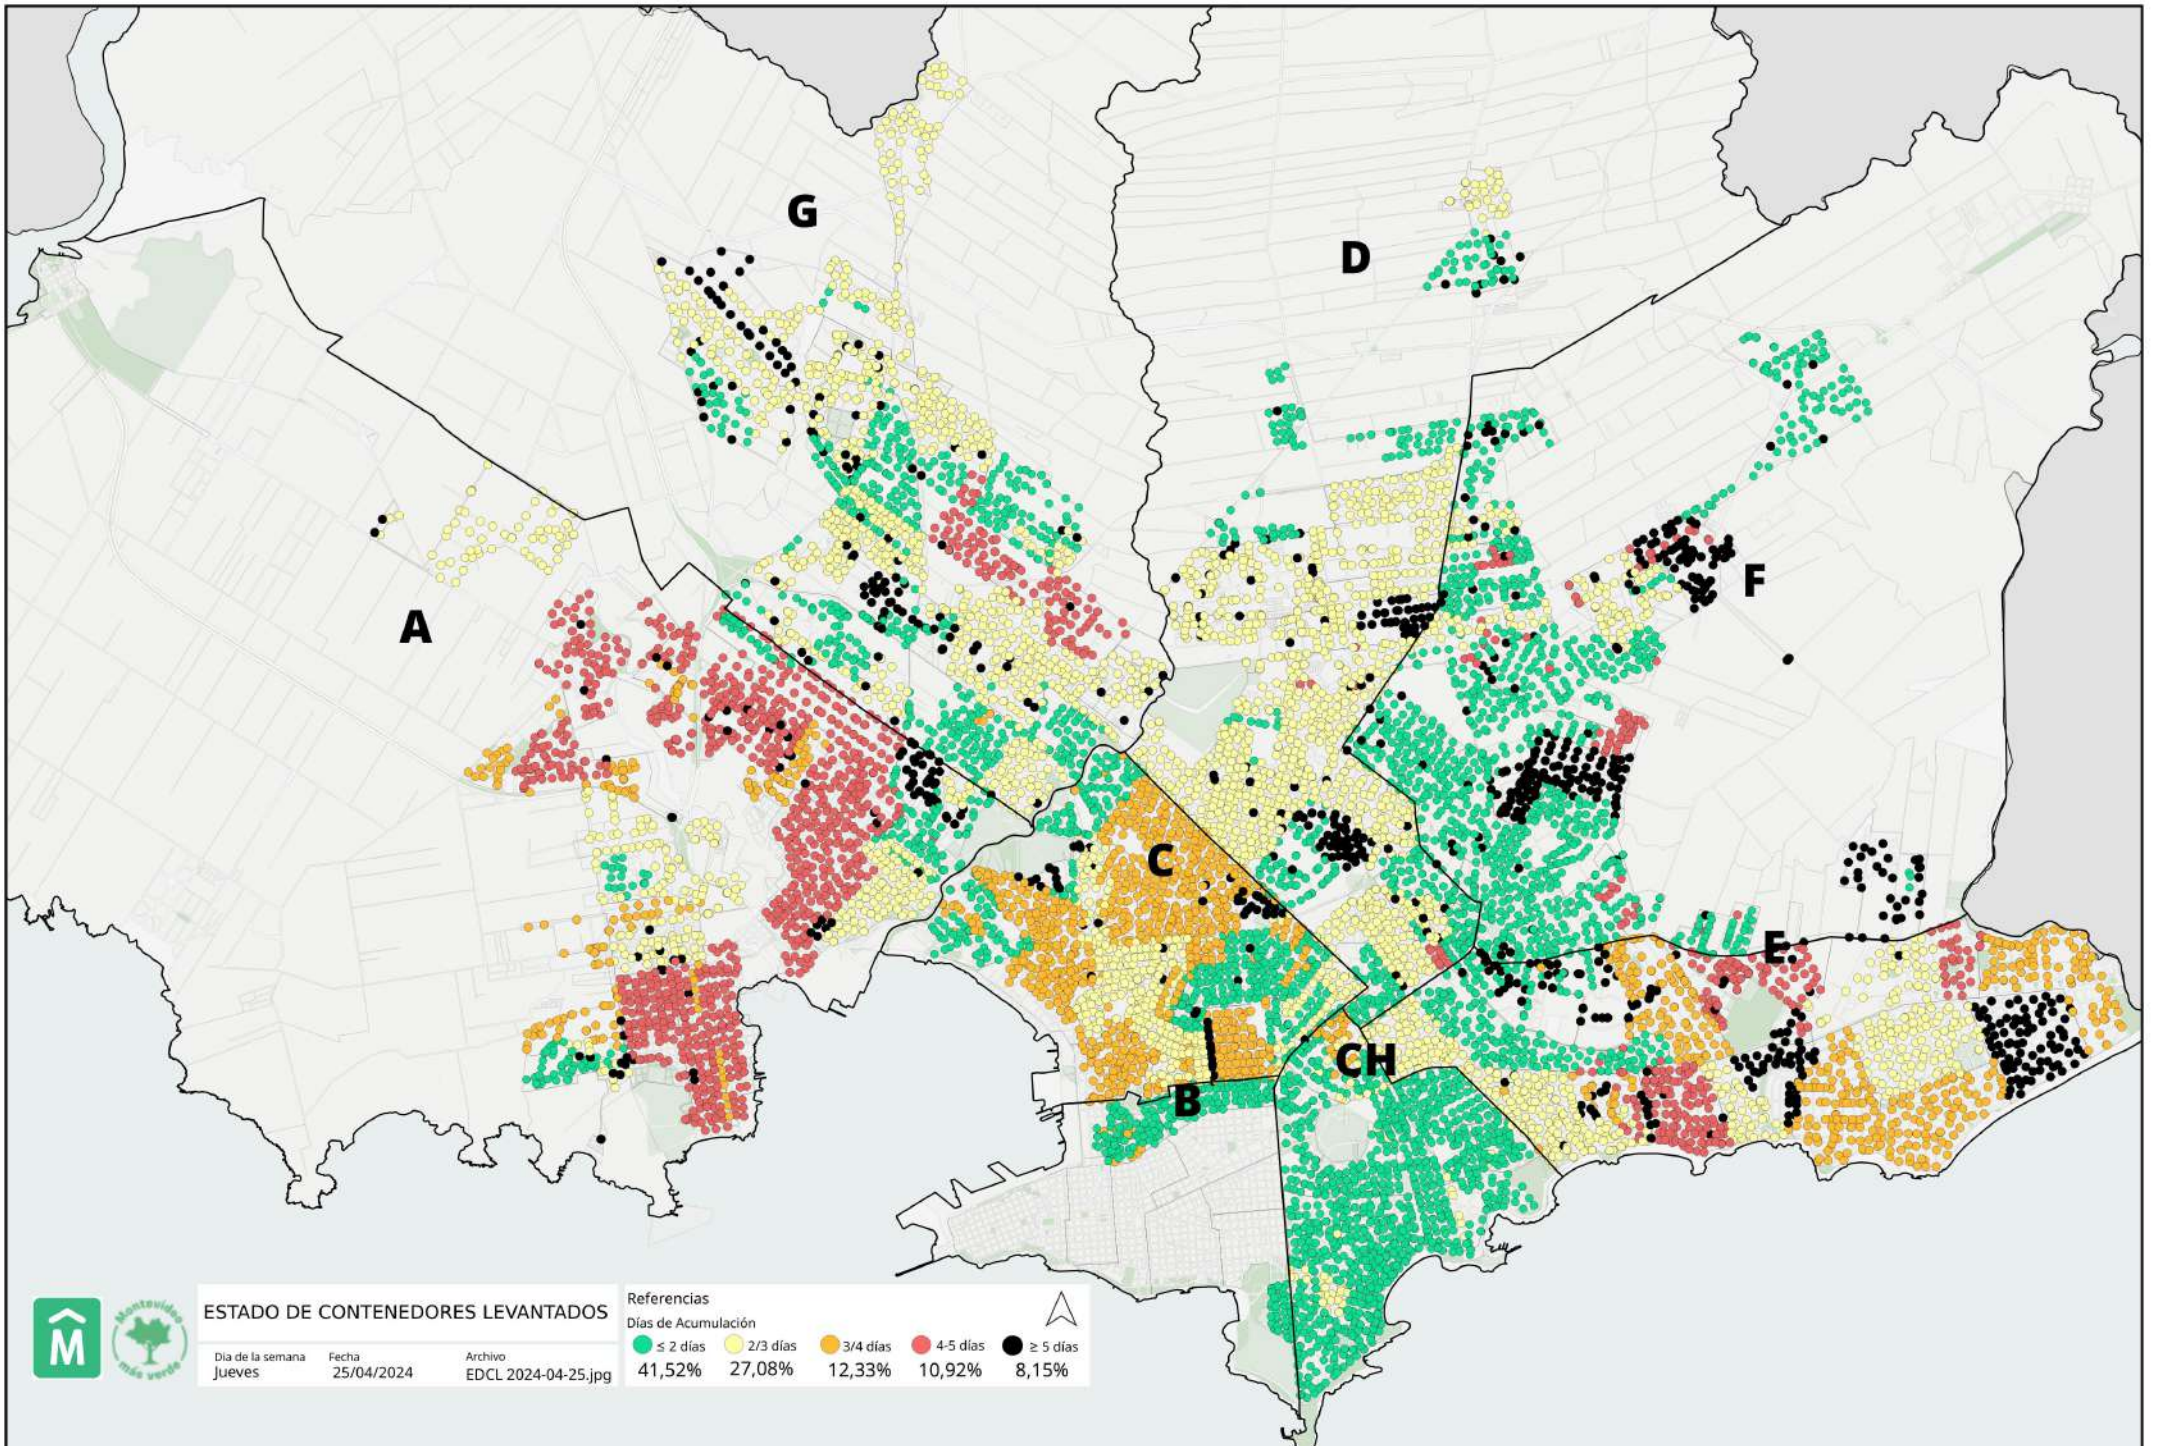 G
D
A
F
C
E
CH
B
M
Montevideo
más verde
ESTADO DE CONTENEDORES LEVANTADOS
Dia de la semana
Jueves
Fecha
25/04/2024
Archivo
EDCL 2024-04-25.jpg
Referencias
Días de Acumulación
≤ 2 días
2/3 días
3/4 días
4-5 días
≥ 5 días
41,52%
27,08%
12,33%
10,92%
8,15%